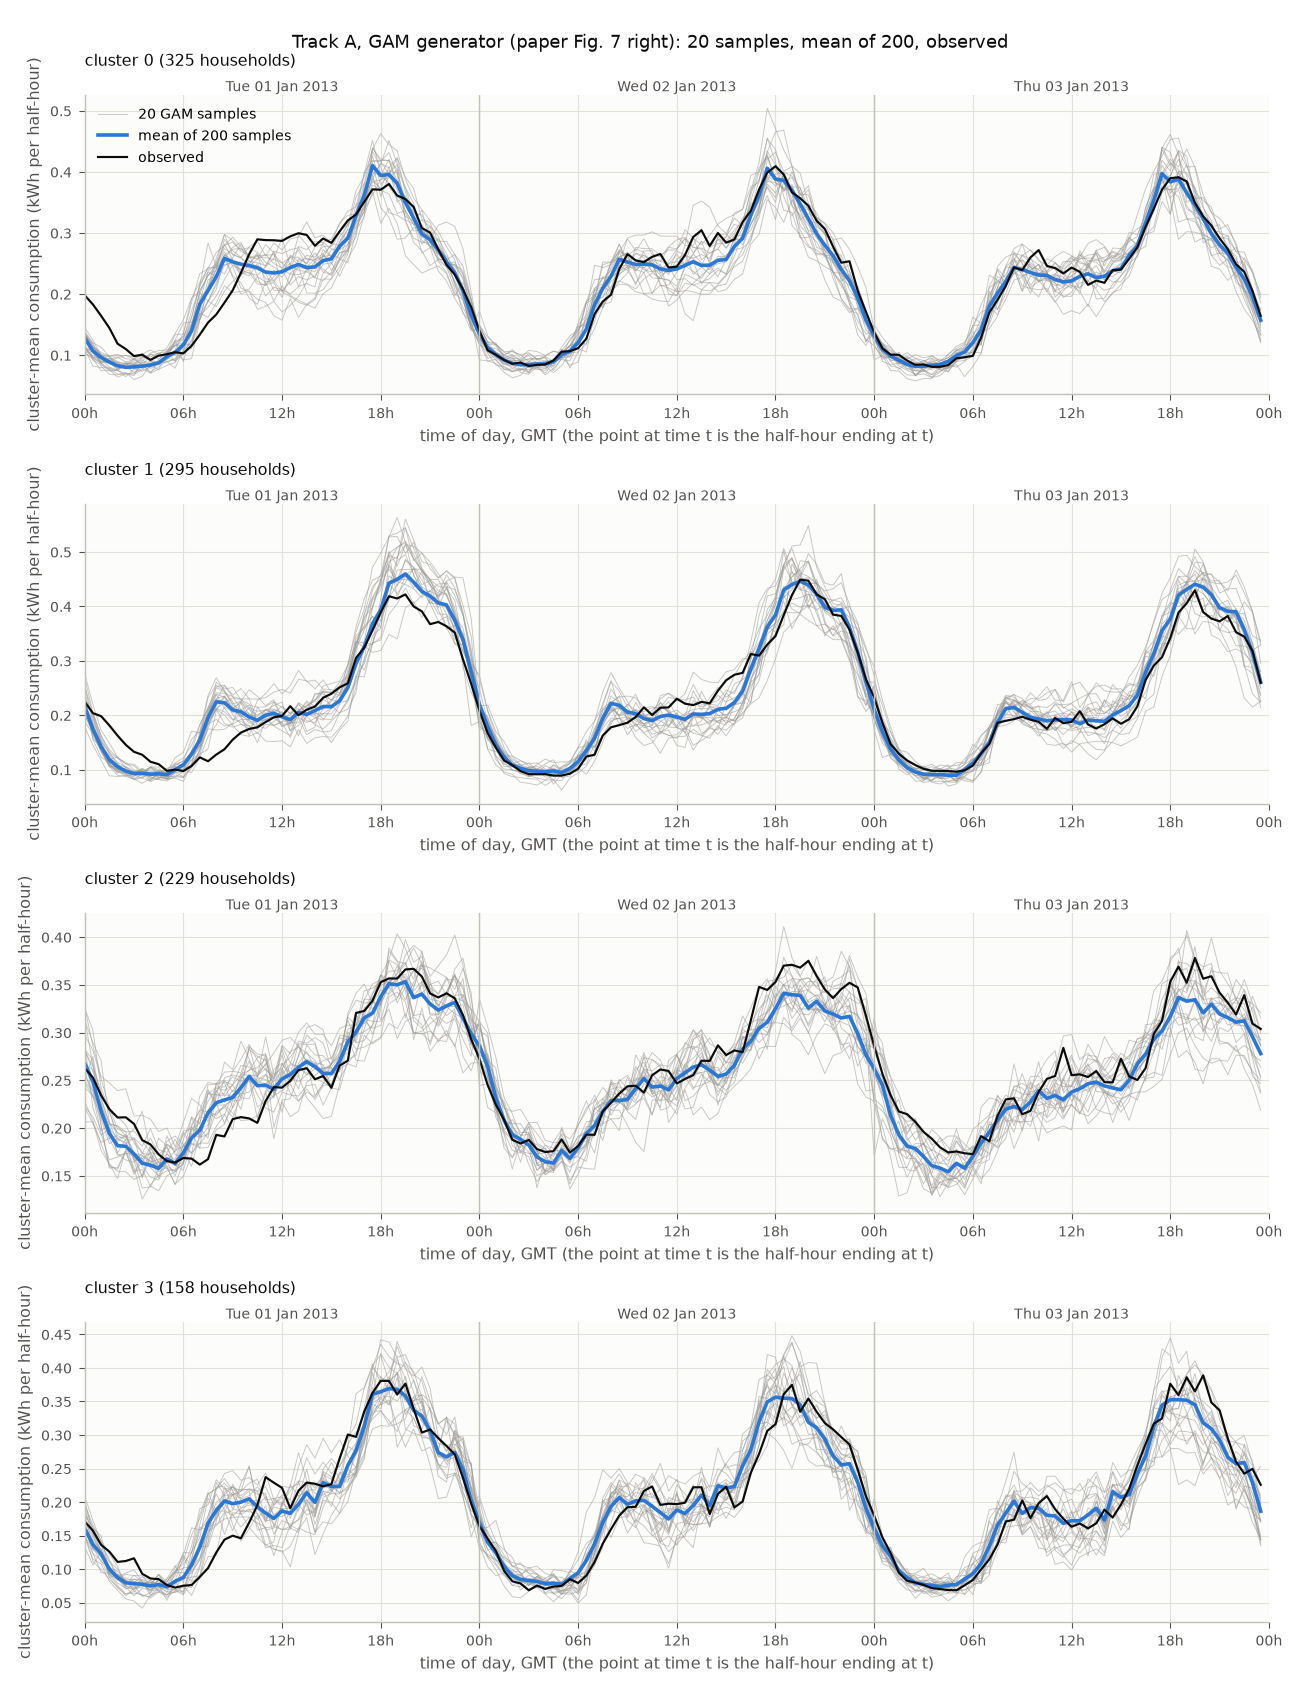 Track A, GAM generator (paper Fig. 7 right): 20 samples, mean of 200, observed
cluster 0 (325 households)
Tue 01 Jan 2013 Wed 02 Jan 2013 Thu 03 Jan 2013
cluster-mean consumption (kWh per half-hour)
20 GAM samples
mean of 200 samples
observed
0.5
0.4
0.3
0.2
0.1
00h 06h 12h 18h 00h 06h 12h 18h 00h 06h 12h 18h 00h
time of day, GMT (the point at time t is the half-hour ending at t)
cluster 1 (295 households)
Tue 01 Jan 2013 Wed 02 Jan 2013 Thu 03 Jan 2013
cluster-mean consumption (kWh per half-hour)
0.5
0.4
0.3
0.2
0.1
00h 06h 12h 18h 00h 06h 12h 18h 00h 06h 12h 18h 00h
time of day, GMT (the point at time t is the half-hour ending at t)
cluster 2 (229 households)
Tue 01 Jan 2013 Wed 02 Jan 2013 Thu 03 Jan 2013
cluster-mean consumption (kWh per half-hour)
0.40
0.35
0.30
0.25
0.20
0.15
00h 06h 12h 18h 00h 06h 12h 18h 00h 06h 12h 18h 00h
time of day, GMT (the point at time t is the half-hour ending at t)
cluster 3 (158 households)
Tue 01 Jan 2013 Wed 02 Jan 2013 Thu 03 Jan 2013
cluster-mean consumption (kWh per half-hour)
0.45
0.40
0.35
0.30
0.25
0.20
0.15
0.10
0.05
00h 06h 12h 18h 00h 06h 12h 18h 00h 06h 12h 18h 00h
time of day, GMT (the point at time t is the half-hour ending at t)